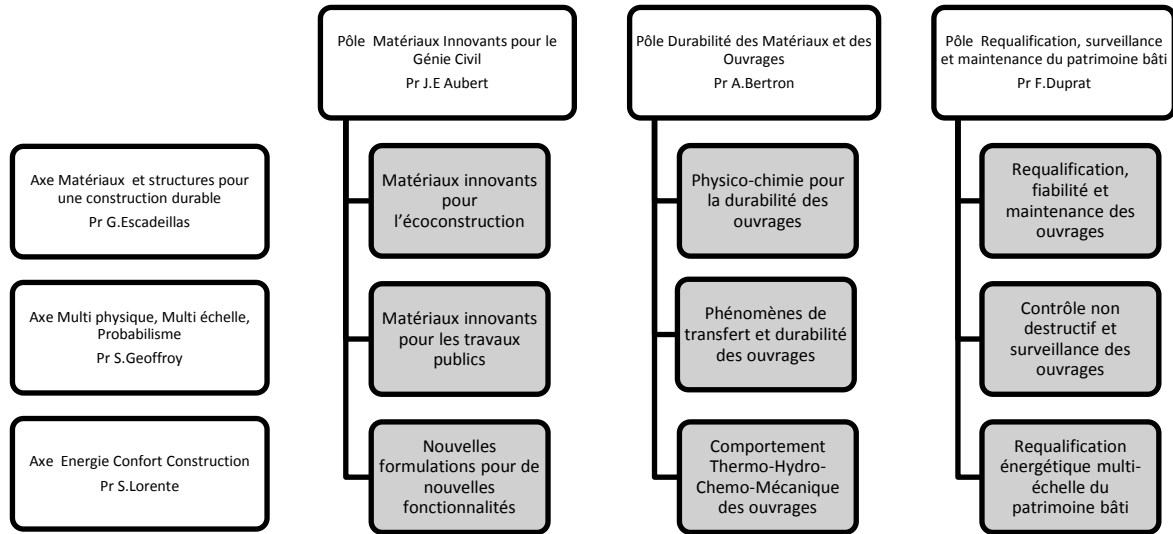 Pôle Matériaux Innovants pour le
Génie Civil
Pr J.E Aubert
Pôle Durabilité des Matériaux et des
Ouvrages
Pr A.Bertron
Pôle Requalification, surveillance
et maintenance du patrimoine bâti
Pr F.Duprat
Axe Matériaux et structures pour
une construction durable
Pr G.Escadeillas
Matériaux innovants
pour
l’écoconstruction
Physico-chimie pour
la durabilité des
ouvrages
Requalification,
fiabilité et
maintenance des
ouvrages
Axe Multi physique, Multi échelle,
Probabilisme
Pr S.Geoffroy
Matériaux innovants
pour les travaux
publics
Phénomènes de
transfert et durabilité
des ouvrages
Contrôle non
destructif et
surveillance des
ouvrages
Axe Energie Confort Construction
Pr S.Lorente
Nouvelles
formulations pour de
nouvelles
fonctionnalités
Comportement
Thermo-Hydro-
Chemo-Mécanique
des ouvrages
Requalification
énergétique multi-
échelle du
patrimoine bâti